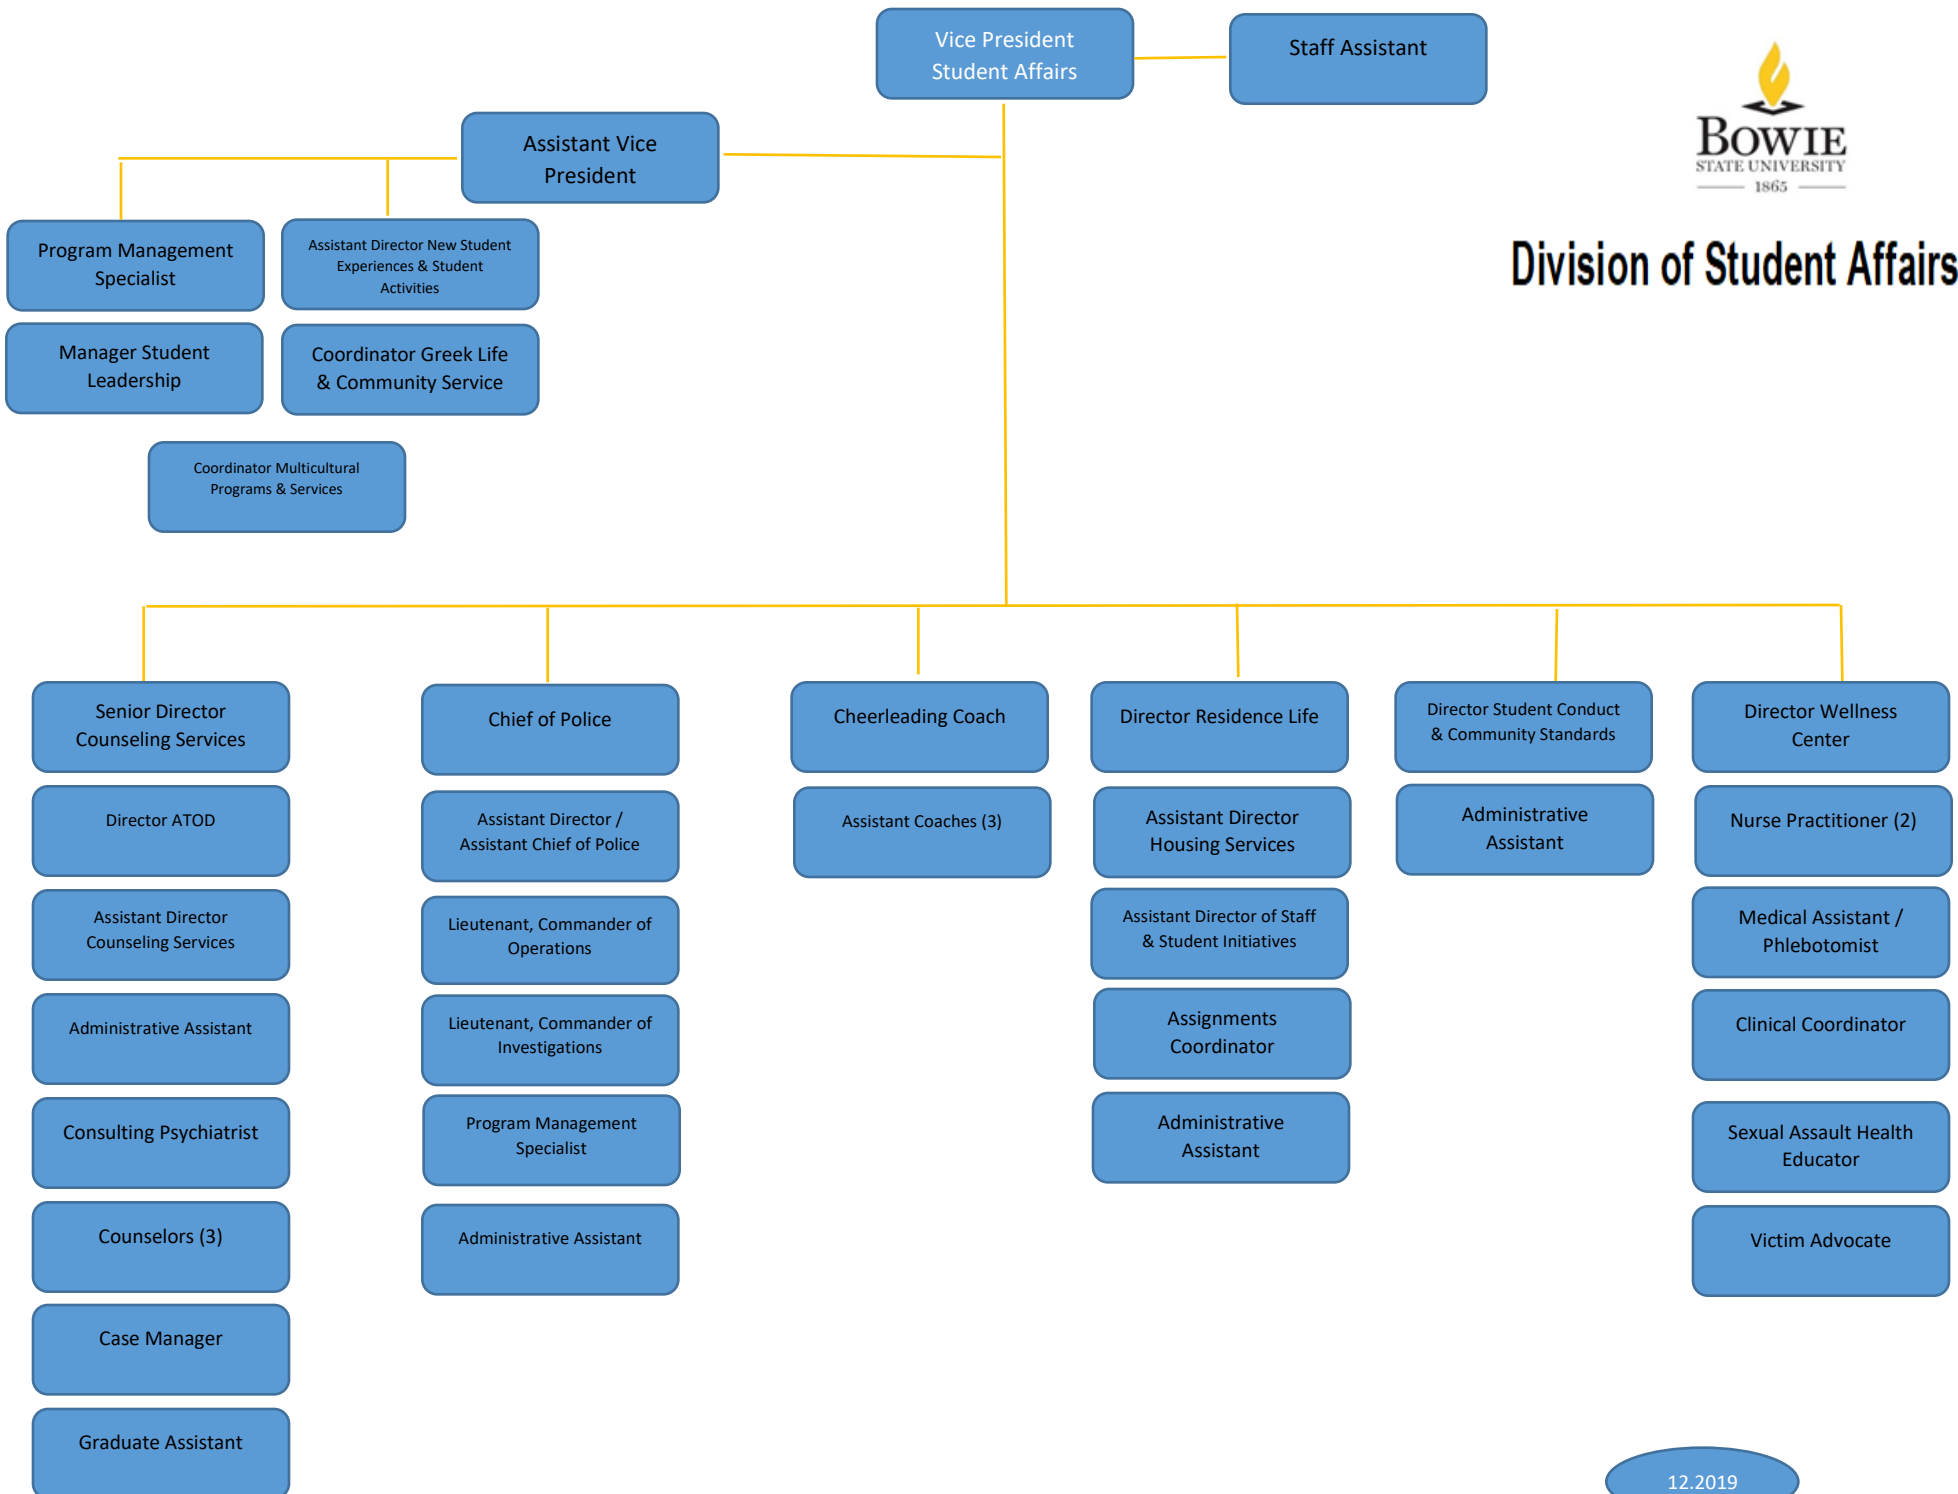 Vice President
Student Affairs
Staff Assistant
BOWIE
STATE UNIVERSITY
1865
Division of Student Affairs
Assistant Vice
President
Program Management
Specialist
Assistant Director New Student
Experiences & Student
Activities
Manager Student
Leadership
Coordinator Greek Life
& Community Service
Coordinator Multicultural
Programs & Services
Senior Director
Counseling Services
Director ATOD
Assistant Director
Counseling Services
Administrative Assistant
Consulting Psychiatrist
Counselors (3)
Case Manager
Graduate Assistant
Chief of Police
Assistant Director /
Assistant Chief of Police
Lieutenant, Commander of
Operations
Lieutenant, Commander of
Investigations
Program Management
Specialist
Administrative Assistant
Cheerleading Coach
Assistant Coaches (3)
Director Residence Life
Assistant Director
Housing Services
Assistant Director of Staff
& Student Initiatives
Assignments
Coordinator
Administrative
Assistant
Director Student Conduct
& Community Standards
Administrative
Assistant
Director Wellness
Center
Nurse Practitioner (2)
Medical Assistant /
Phlebotomist
Clinical Coordinator
Sexual Assault Health
Educator
Victim Advocate
12.2019